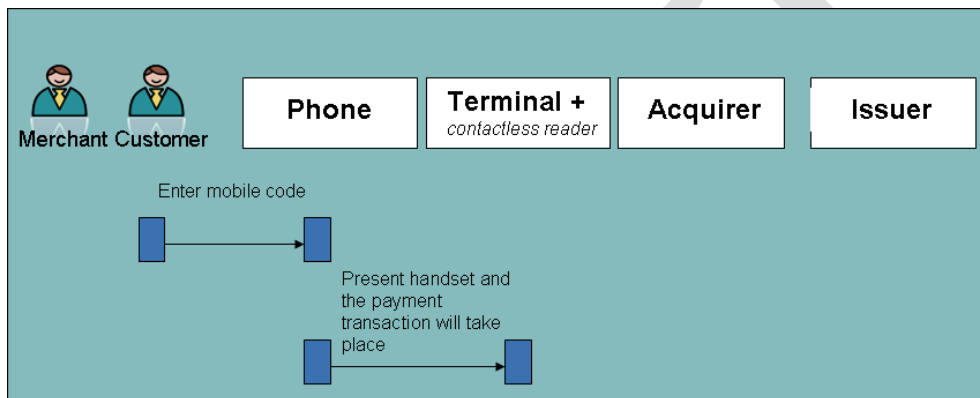 Merchant Customer
Phone
Terminal +
contactless reader
Acquirer
Issuer
Enter mobile code
Present handset and
the payment
transaction will take
place